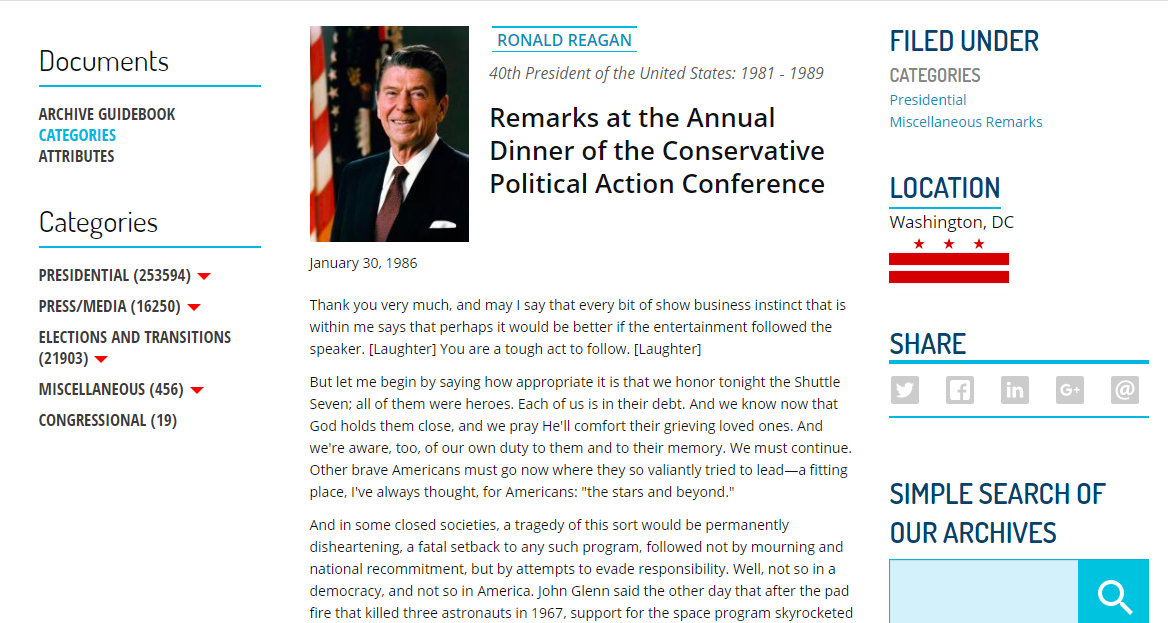 Documents
ARCHIVE GUIDEBOOK
CATEGORIES
ATTRIBUTES
Categories
PRESIDENTIAL (253594)
PRESS/MEDIA (16250)
ELECTIONS AND TRANSITIONS
(21903)
MISCELLANEOUS (456)
CONGRESSIONAL (19)
RONALD REAGAN
40th President of the United States: 1981 - 1989
Remarks at the Annual
Dinner of the Conservative
Political Action Conference
January 30, 1986
Thank you very much, and may I say that every bit of show business instinct that is
within me says that perhaps it would be better if the entertainment followed the
speaker. [Laughter] You are a tough act to follow. [Laughter]
But let me begin by saying how appropriate it is that we honor tonight the Shuttle
Seven; all of them were heroes. Each of us is in their debt. And we know now that
God holds them close, and we pray He'll comfort their grieving loved ones. And
we're aware, too, of our own duty to them and to their memory. We must continue.
Other brave Americans must go now where they so valiantly tried to lead—a fitting
place, I've always thought, for Americans: "the stars and beyond."
And in some closed societies, a tragedy of this sort would be permanently
disheartening, a fatal setback to any such program, followed not by mourning and
national recommitment, but by attempts to evade responsibility. Well, not so in a
democracy, and not so in America. John Glenn said the other day that after the pad
fire that killed three astronauts in 1967, support for the space program skyrocketed
FILED UNDER
CATEGORIES
Presidential
Miscellaneous Remarks
LOCATION
Washington, DC
SHARE
in G+ @
SIMPLE SEARCH OF
OUR ARCHIVES